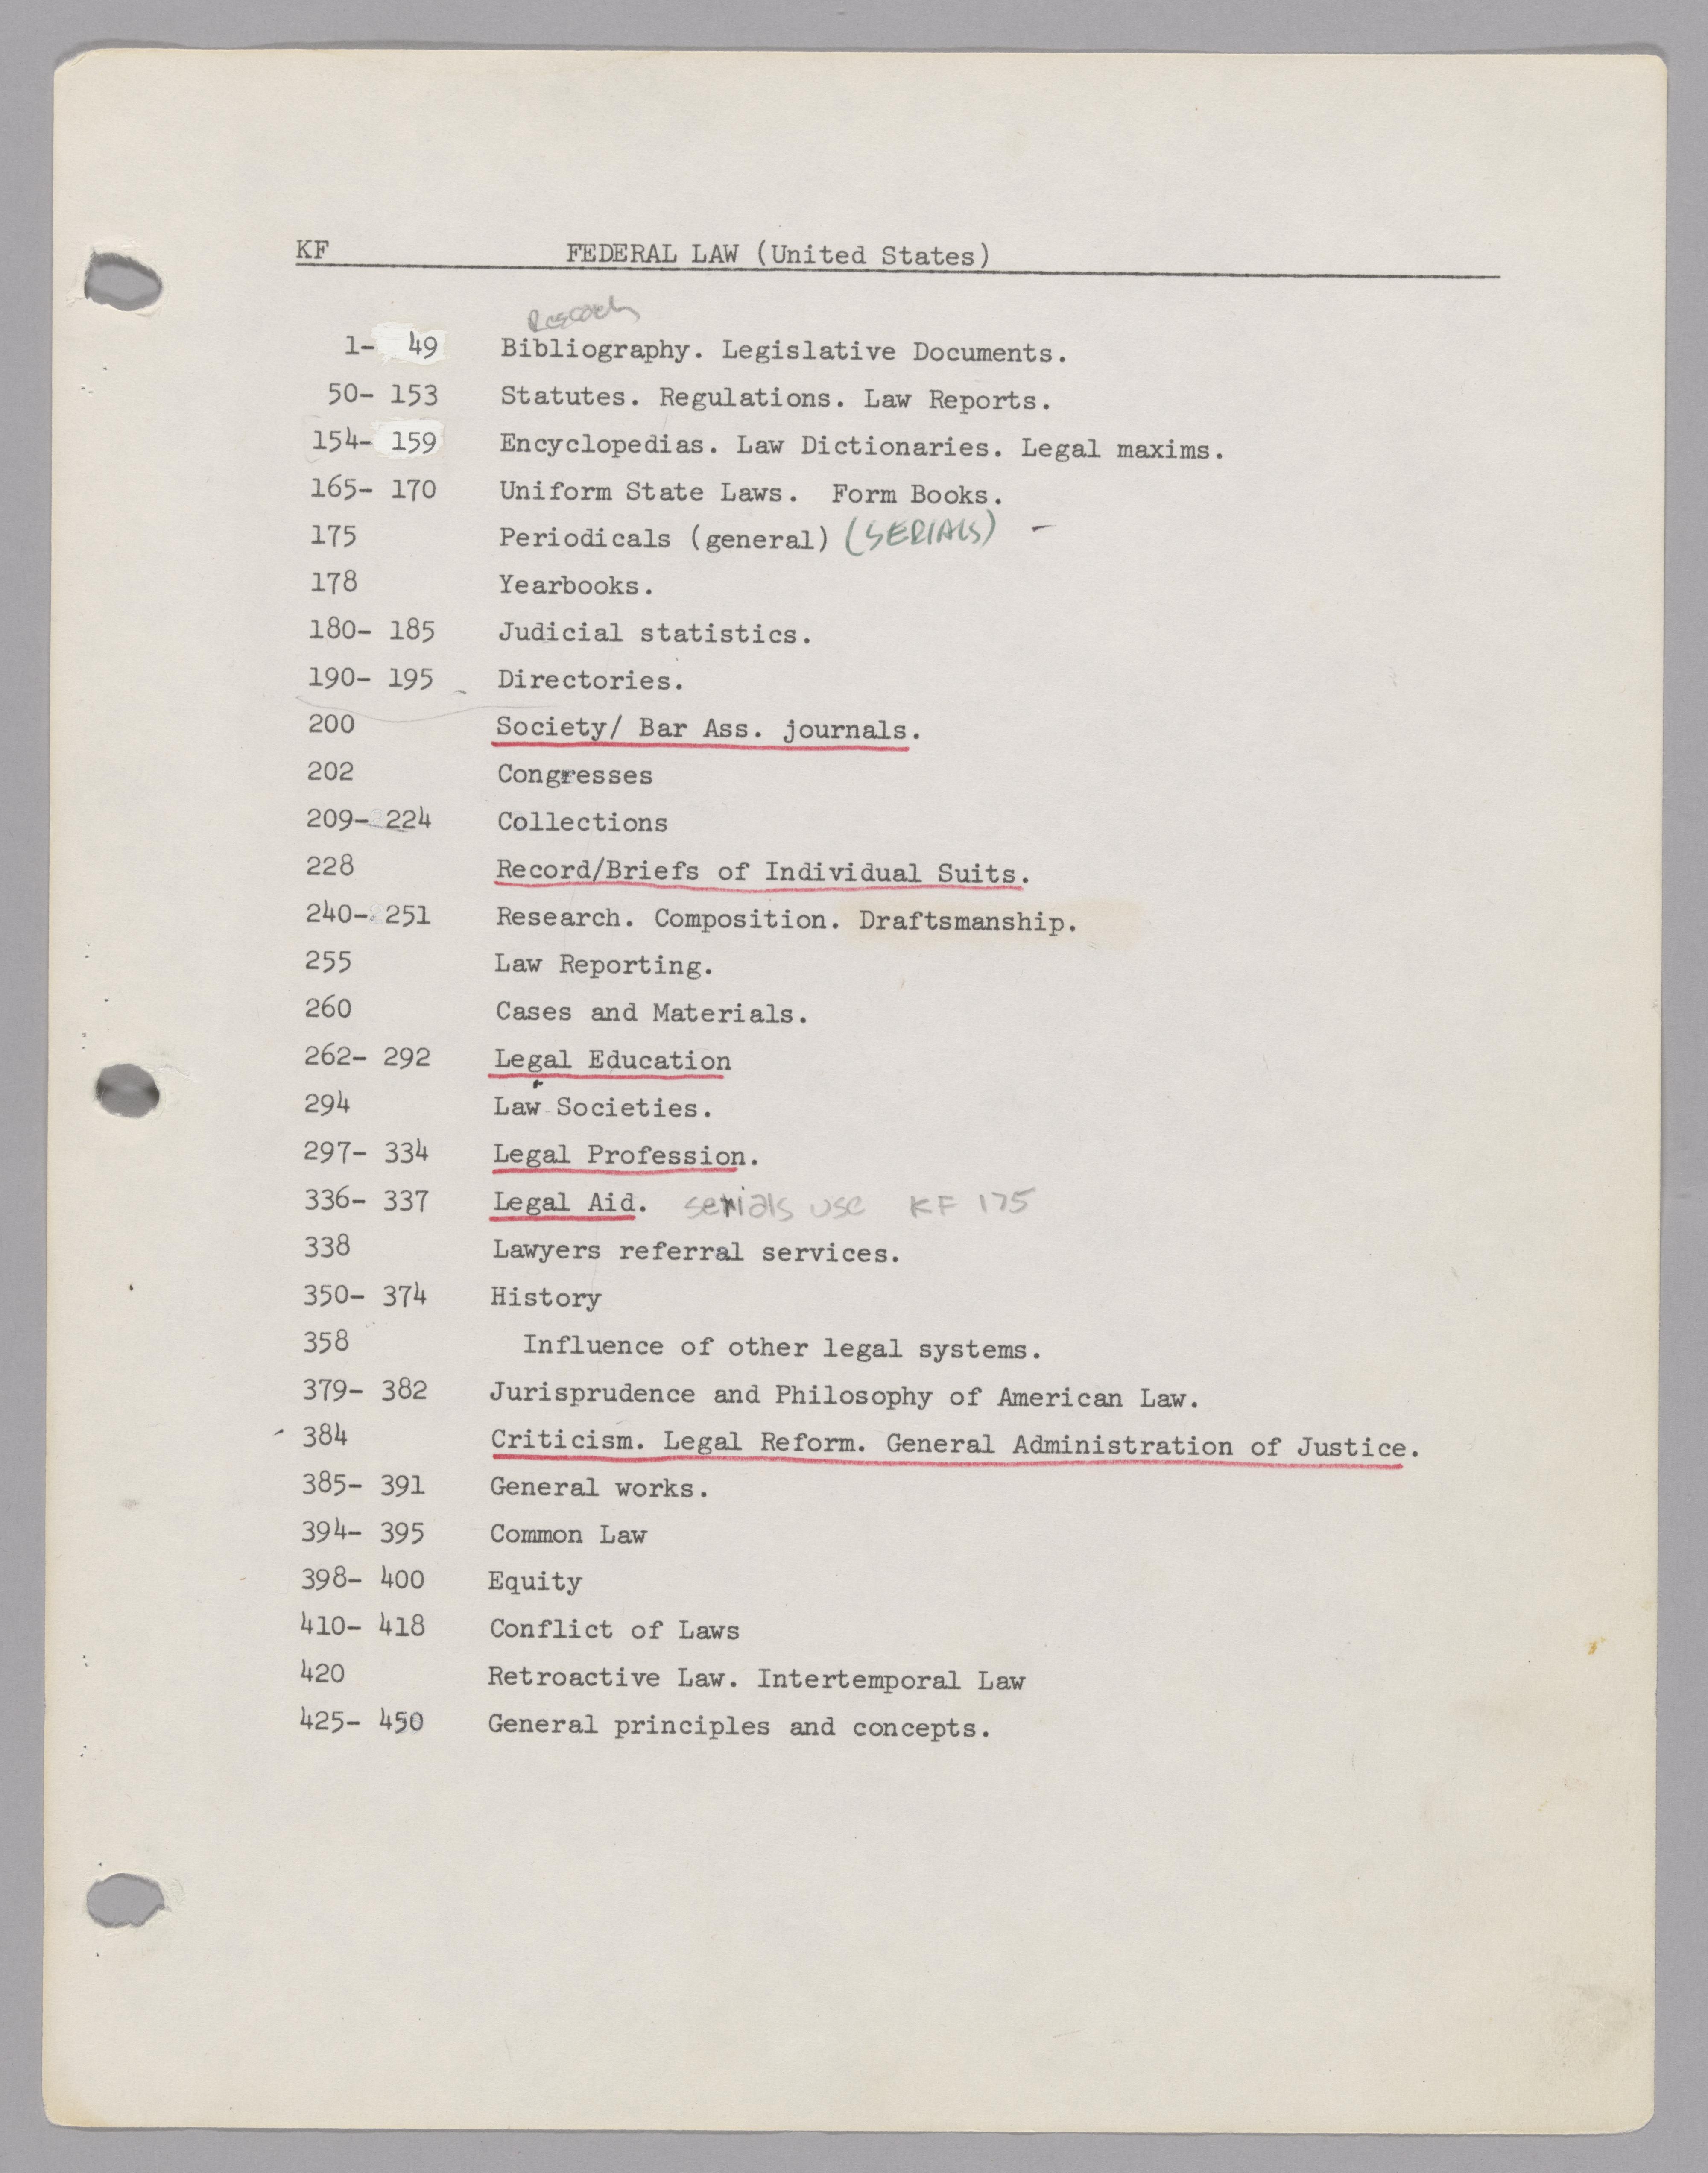 KF FEDERAL LAW (United States)
1- 49 Bibliography. Legislative Documents.
50- 153 Statutes. Regulations. Law Reports.
154- 159 Encyclopedias. Law Dictionaries. Legal maxims.
165- 170 Uniform State Laws. Form Books.
175 Periodicals (general) (SERIALS) -
178 Yearbooks.
180- 185 Judicial statistics.
190- 195 Directories.
200 Society/ Bar Ass. journals.
202 Congresses
209- 224 Collections
228 Record/Briefs of Individual Suits.
240- 251 Research. Composition. Draftsmanship.
255 Law Reporting.
260 Cases and Materials.
262- 292 Legal Education
294 Law Societies.
297- 334 Legal Profession.
336- 337 Legal Aid. serials use KF 175
338 Lawyers referral services.
350- 374 History
358 Influence of other legal systems.
379- 382 Jurisprudence and Philosophy of American Law.
384 Criticism. Legal Reform. General Administration of Justice.
385- 391 General works.
394- 395 Common Law
398- 400 Equity
410- 418 Conflict of Laws
420 Retroactive Law. Intertemporal Law
425- 450 General principles and concepts.